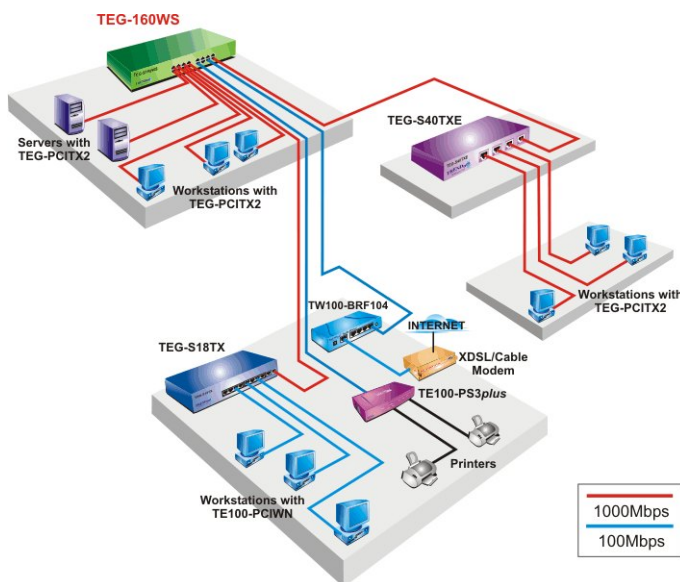 TEG-160WS
TEG-S40TXE
Servers with
TEG-PCITX2
Workstations with
TEG-PCITX2
Workstations with
TEG-PCITX2
TW100-BRF104
INTERNET
TEG-S18TX
XDSL/Cable
Modem
TE100-PS3plus
Printers
Workstations with
TE100-PCIWN
1000Mbps
100Mbps